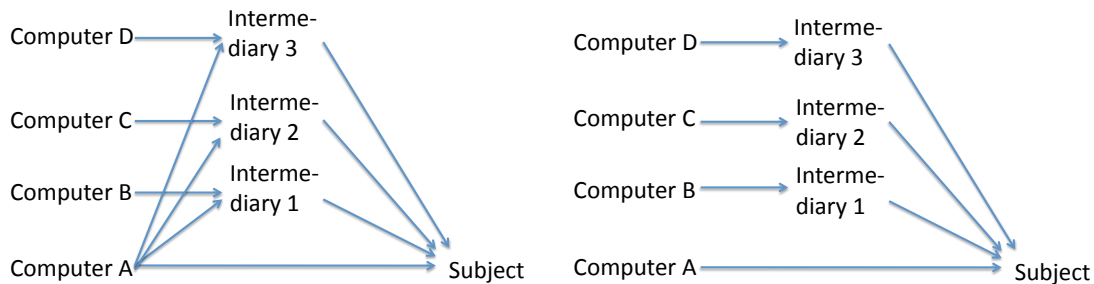 Computer D
Interme-
diary 3
Computer C
Interme-
diary 2
Computer B
Interme-
diary 1
Computer A
Subject
Computer D
Interme-
diary 3
Computer C
Interme-
diary 2
Computer B
Interme-
diary 1
Computer A
Subject